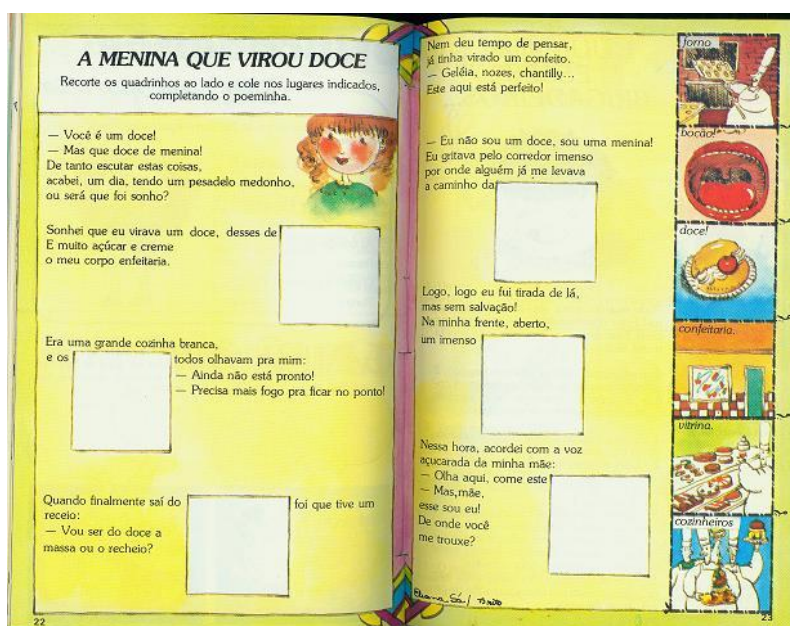 A MENINA QUE VIROU DOCE
Recorte os quadrinhos ao lado e cole nos lugares indicados,
completando o poeminha.
— Você é um doce!
— Mas que doce de menina!
De tanto escutar estas coisas,
acabei, um dia, tendo um pesadelo medonho,
ou será que foi sonho?
Sonhei que eu virava um doce, desses de
E muito açúcar e creme
o meu corpo enfeitaria.
Era uma grande cozinha branca,
e os todos olhavam pra mim:
— Ainda não está pronto!
— Precisa mais fogo pra ficar no ponto!
Quando finalmente saí do foi que tive um
receio:
— Vou ser do doce a
massa ou o recheio?
22
Nem deu tempo de pensar,
já tinha virado um confeito.
— Geléia, nozes, chantilly...
Este aqui está perfeito!
— Eu não sou um doce, sou uma menina!
Eu gritava pelo corredor imenso
por onde alguém já me levava
a caminho da
Logo, logo eu fui tirada de lá,
mas sem salvação!
Na minha frente, aberto,
um imenso
Nessa hora, acordei com a voz
açucarada da minha mãe:
— Olha aqui, come este
— Mas,mãe,
esse sou eu!
De onde você
me trouxe?
forno
bocão!
doce!
confeitaria.
vitrina.
cozinheiros
23